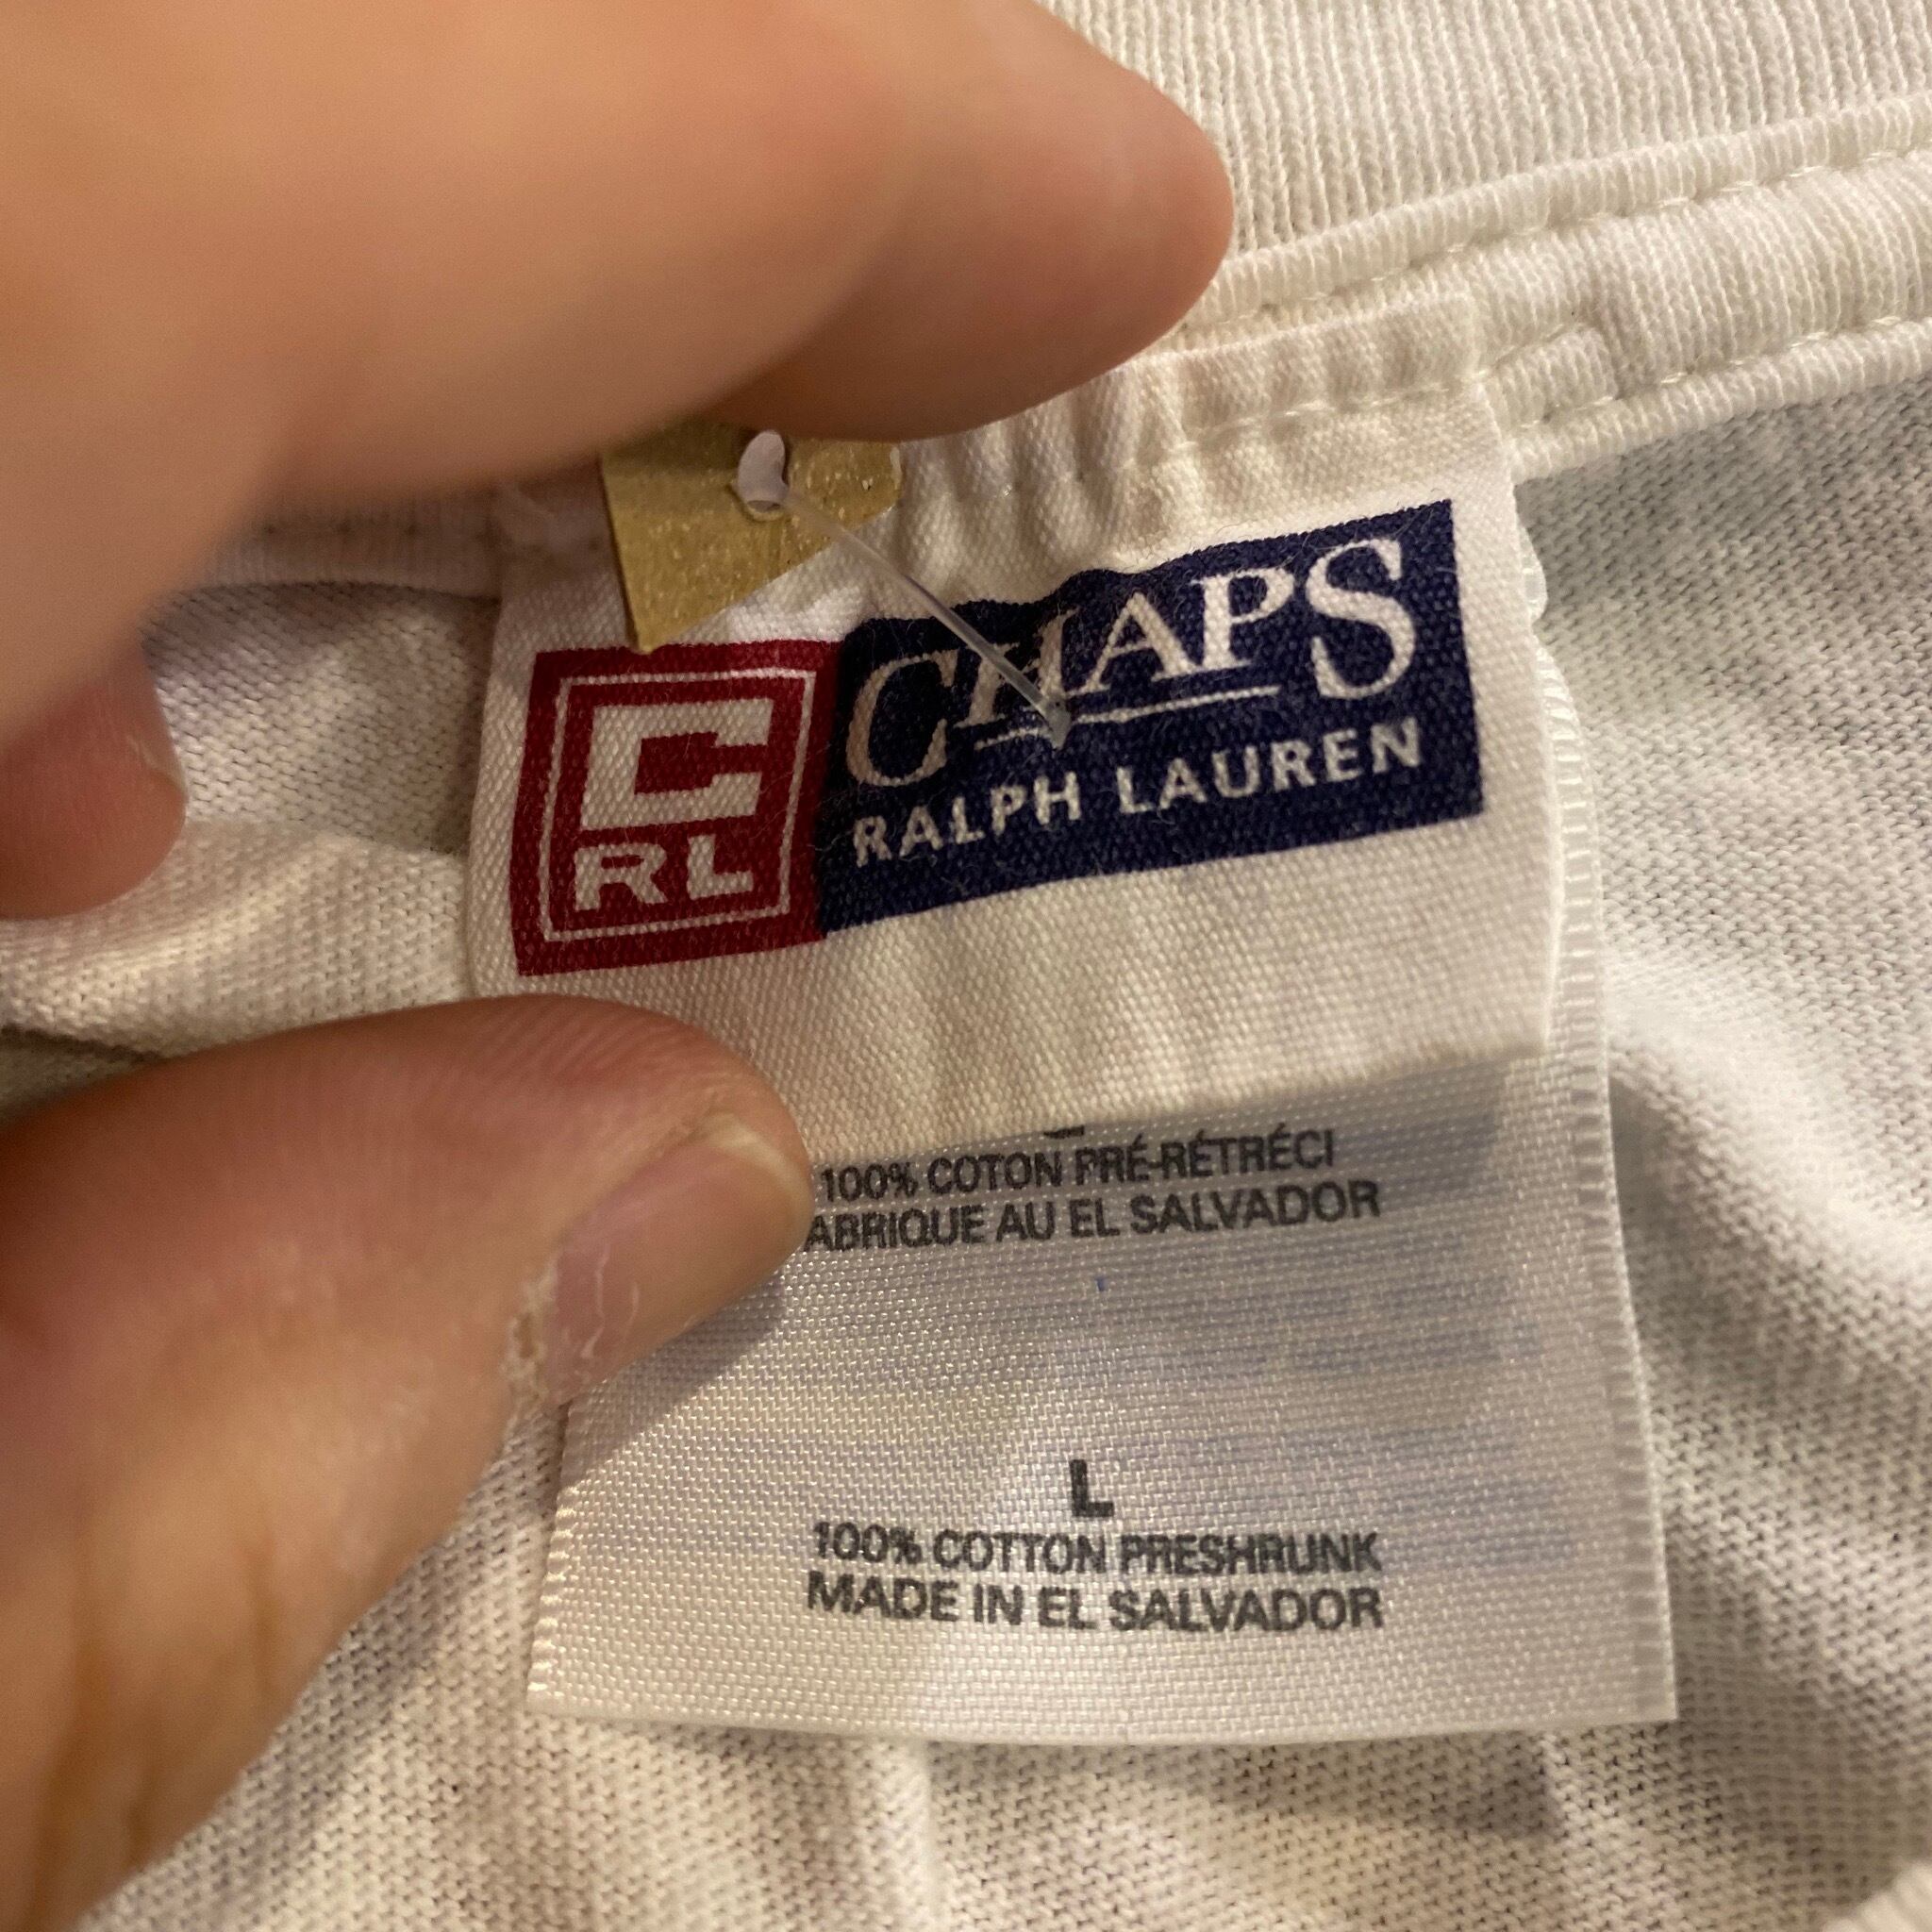 C
RL
CHAPS
RALPH LAUREN
100% COTON PRÉ-RÉTRÉCI
ABRIQUE AU EL SALVADOR
L
100% COTTON PRESHRUNK
MADE IN EL SALVADOR